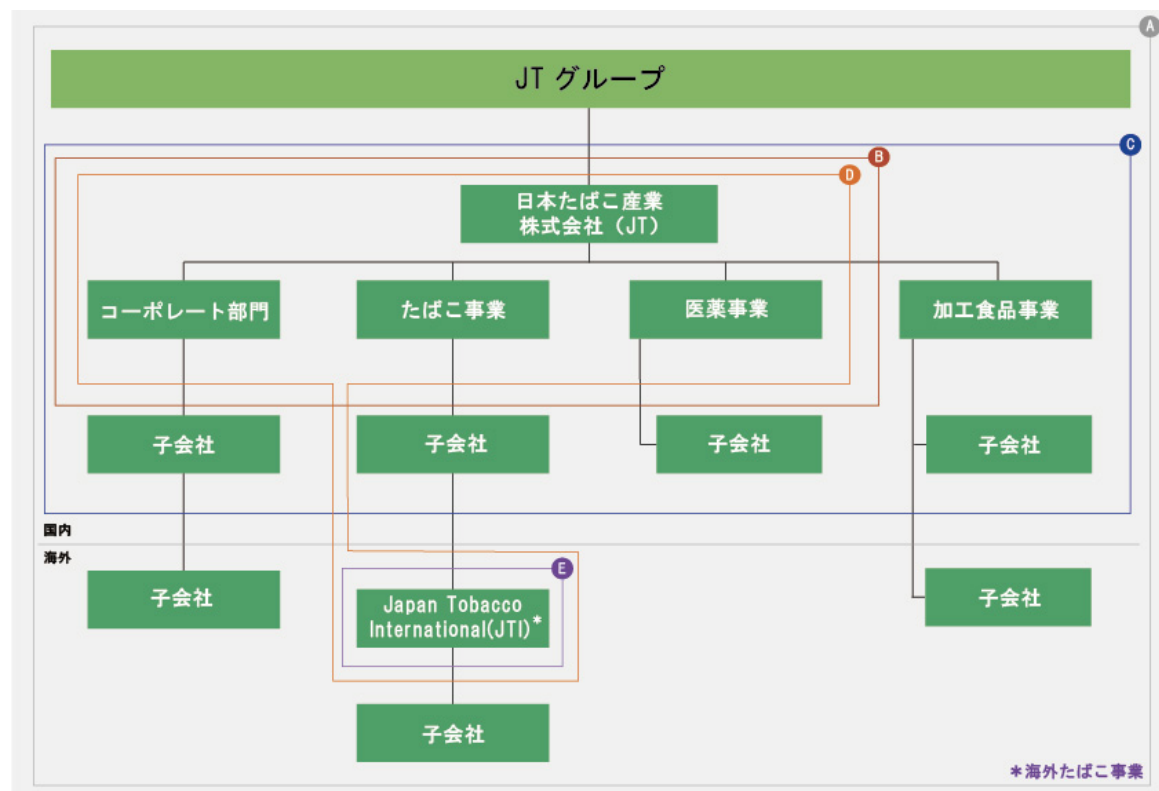 A
JT グループ
C
B
D
日本たばこ産業
株式会社（JT）
コーポレート部門
たばこ事業
医薬事業
加工食品事業
子会社
子会社
子会社
子会社
国内
海外
E
子会社
Japan Tobacco
International(JTI)*
子会社
子会社
*海外たばこ事業